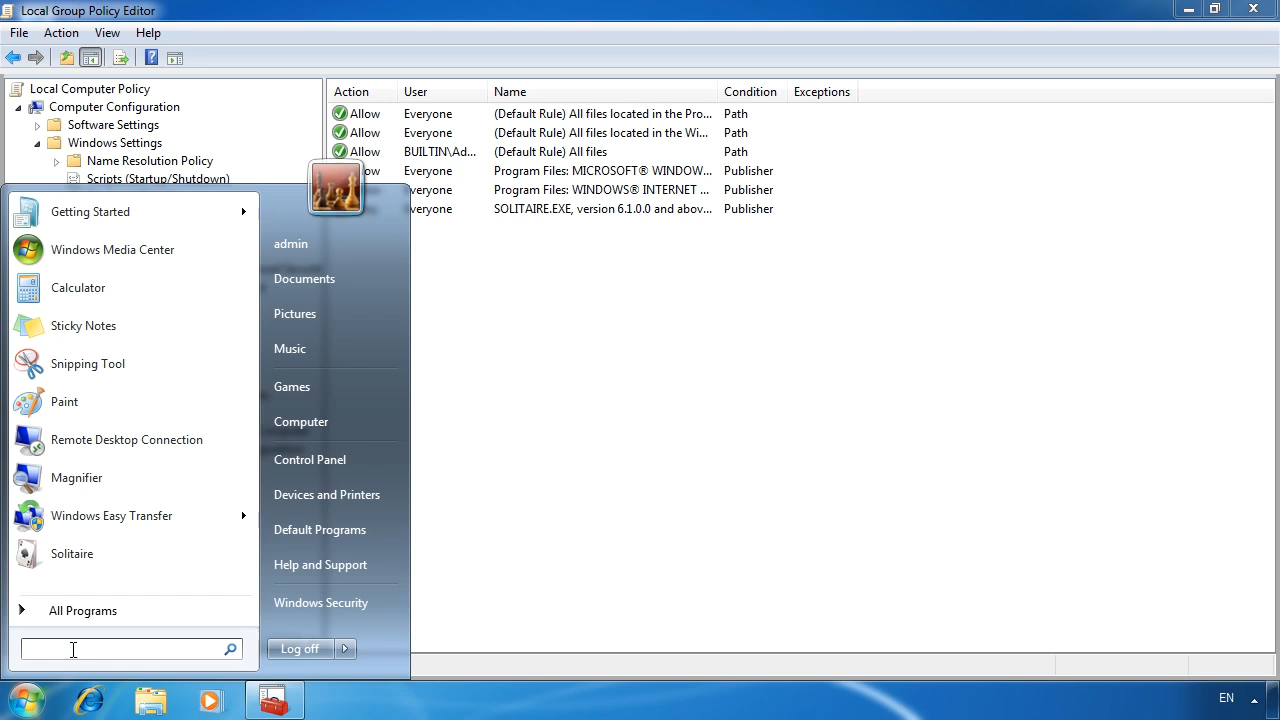 Local Group Policy Editor
File Action View Help
Local Computer Policy
Computer Configuration
Software Settings
Windows Settings
Name Resolution Policy
Scripts (Startup/Shutdown)
Action User Name Condition Exceptions
Allow Everyone (Default Rule) All files located in the Pro... Path
Allow Everyone (Default Rule) All files located in the Wi... Path
Allow BUILTIN\Ad... (Default Rule) All files Path
Program Files: MICROSOFT® WINDOW... Publisher
Everyone Program Files: WINDOWS® INTERNET ... Publisher
SOLITAIRE.EXE, version 6.1.0.0 and abov... Publisher
Getting Started
Windows Media Center
Calculator
Sticky Notes
Snipping Tool
Paint
Remote Desktop Connection
Magnifier
Windows Easy Transfer
Solitaire
All Programs
admin
Documents
Pictures
Music
Games
Computer
Control Panel
Devices and Printers
Default Programs
Help and Support
Windows Security
Log off
EN